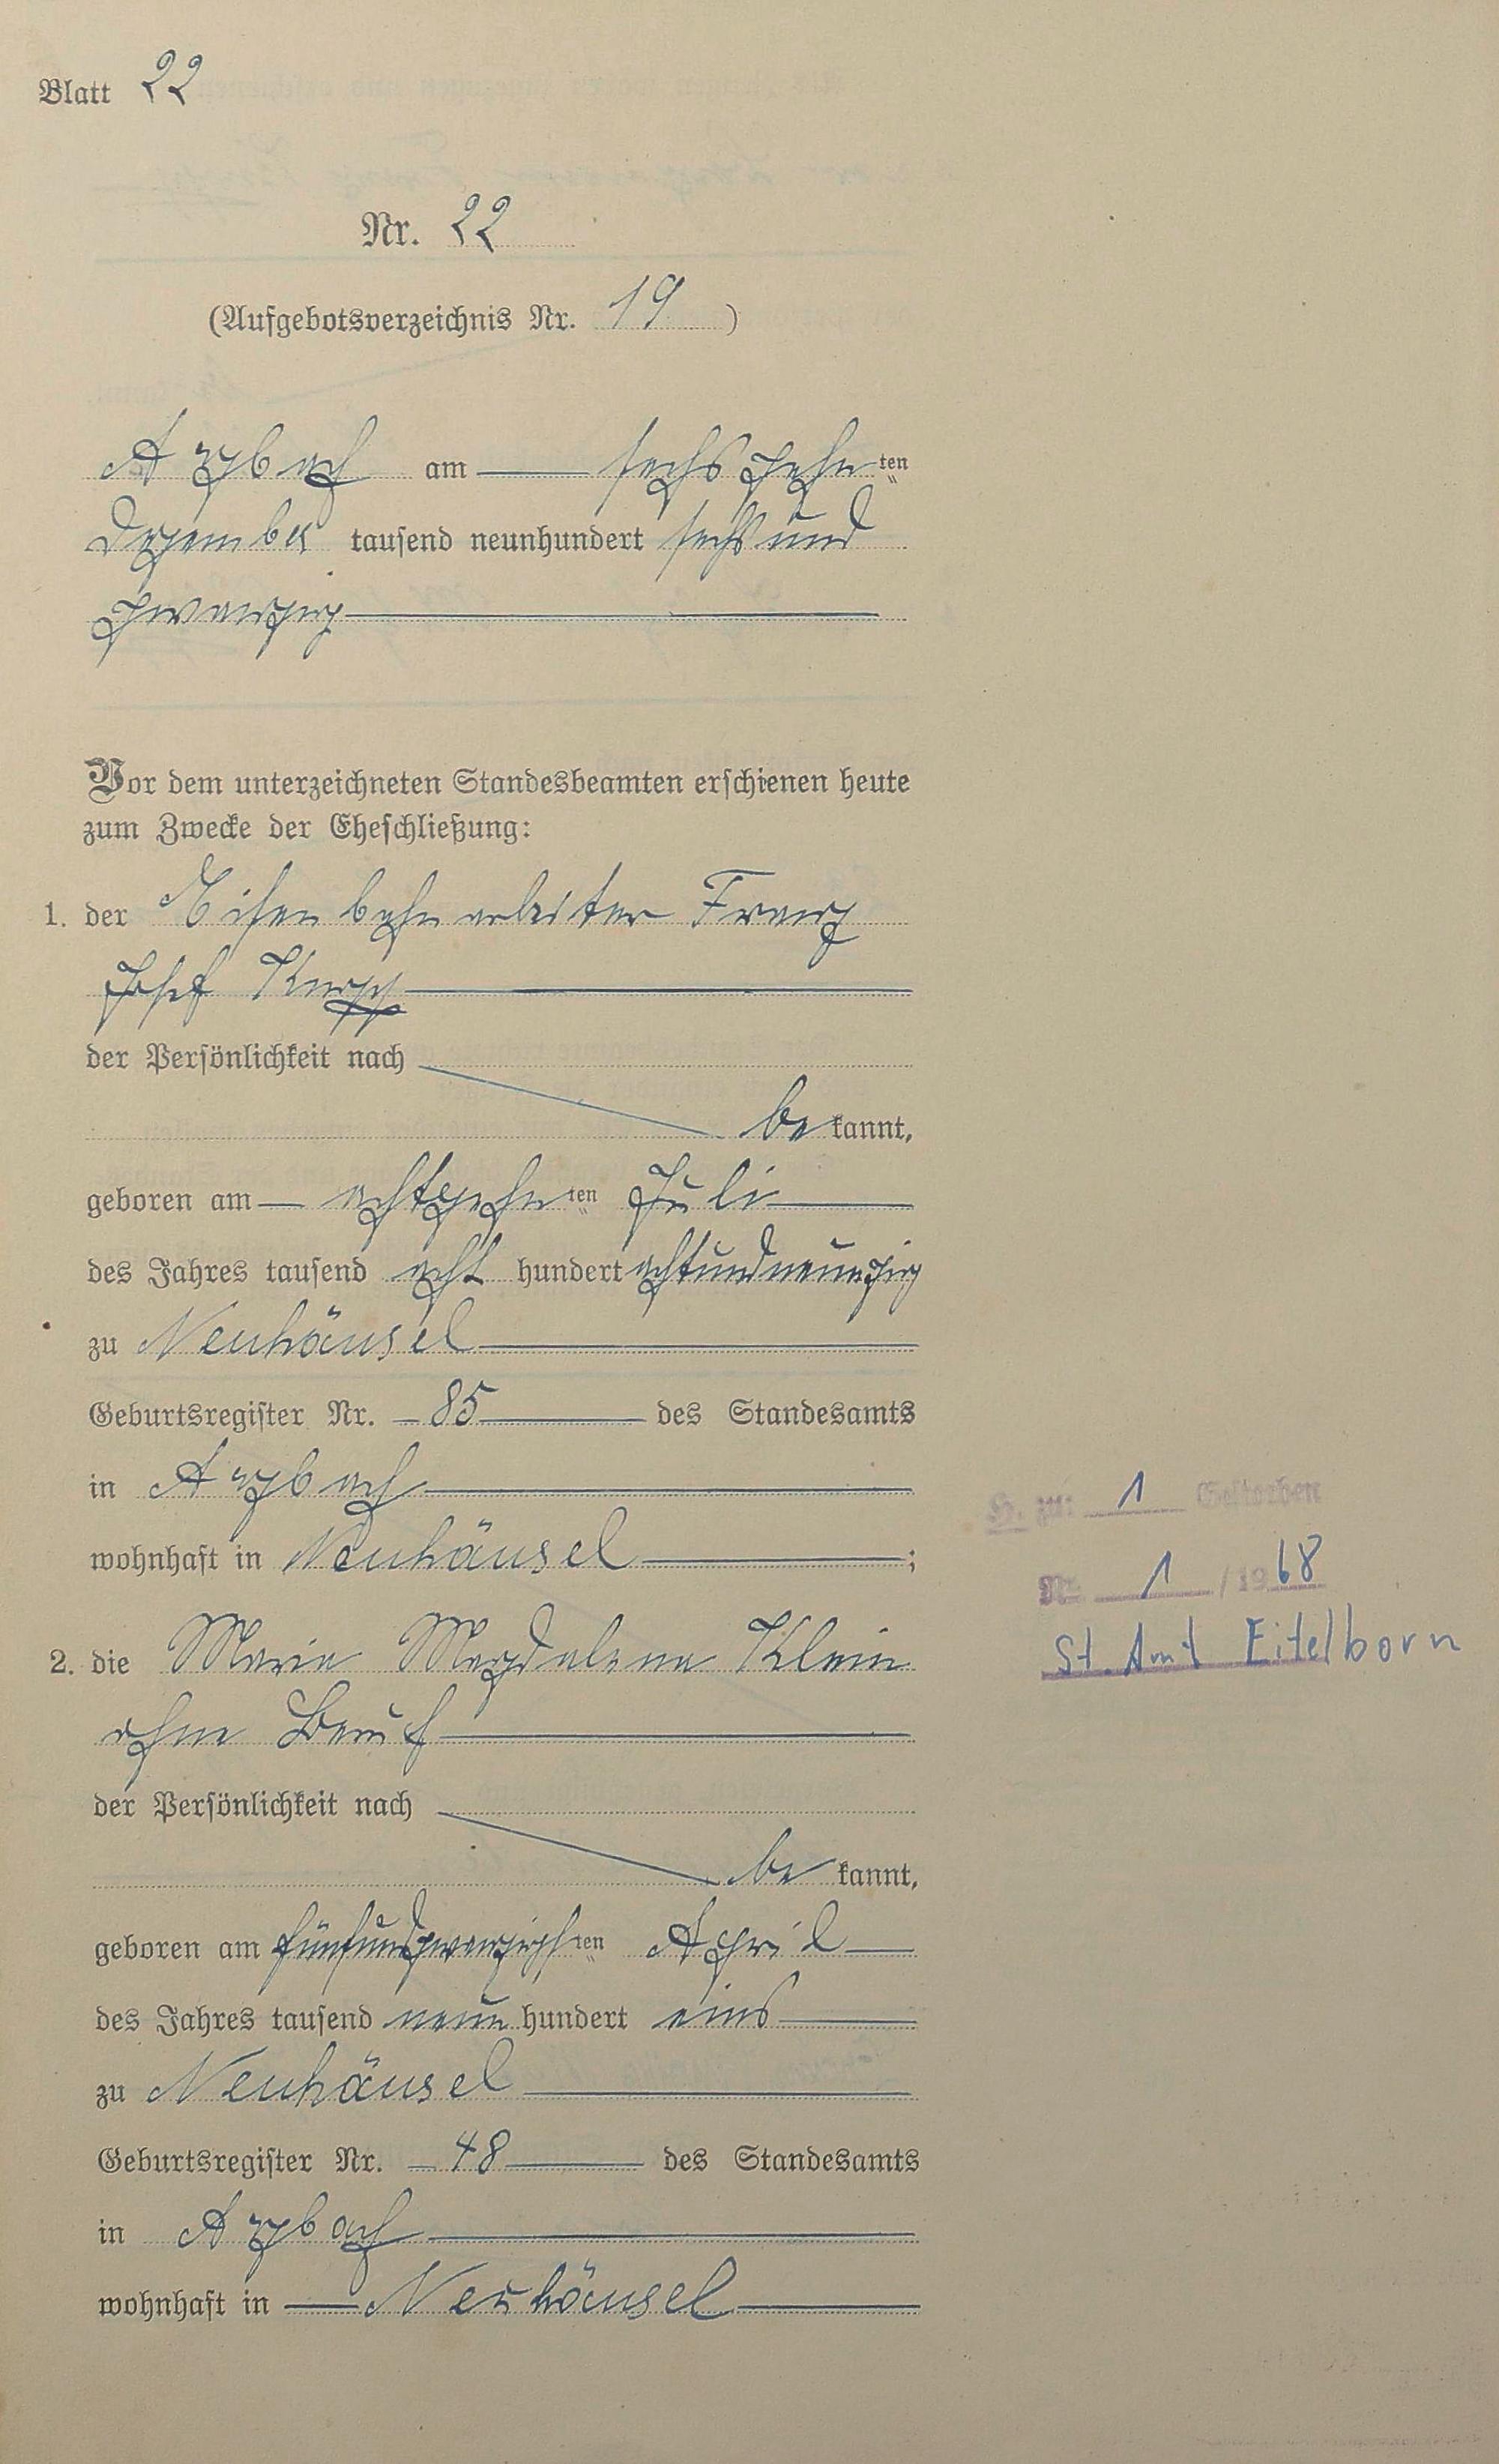 Blatt 22
Nr. 22
(Aufgebotsverzeichnis Nr. 19)
Arzbach am sechszehnten
Dezember tausend neunhundert sechsund
zwanzig
Vor dem unterzeichneten Standesbeamten erschienen heute
zum Zwecke der Eheschließung:
1. der Eisenbahnarbeiter Franz
Josef Knopp
der Persönlichkeit nach
bekannt,
geboren am achtzehnten Juli
des Jahres tausend acht hundert achtundneunzig
zu Neuhäusel
Geburtsregister Nr. 85 des Standesamts
in Arzbach
wohnhaft in Neuhäusel;
2. die Maria Magdalena Klein
ohne Beruf
der Persönlichkeit nach
bekannt,
geboren am fünfundzwanzigsten April
des Jahres tausend neun hundert eins
zu Neuhäusel
Geburtsregister Nr. 48 des Standesamts
in Arzbach
wohnhaft in Neuhäusel
H. zu: 1 Gestorben
Nr. 1 / 1968
St. Amt Eitelborn